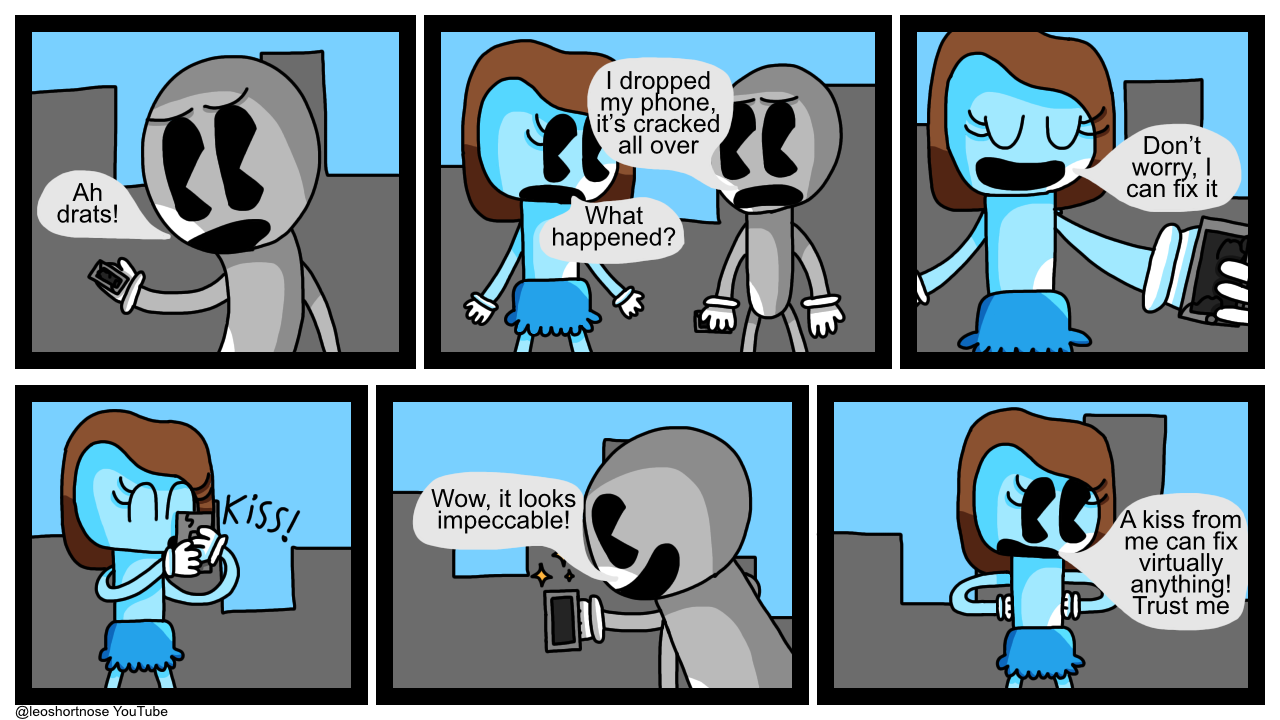 Ah
drats!
I dropped
my phone,
it's cracked
all over
What
happened?
Don't
worry, I
can fix it
Kiss!
Wow, it looks
impeccable!
A kiss from
me can fix
virtually
anything!
Trust me
@leoshortnose YouTube